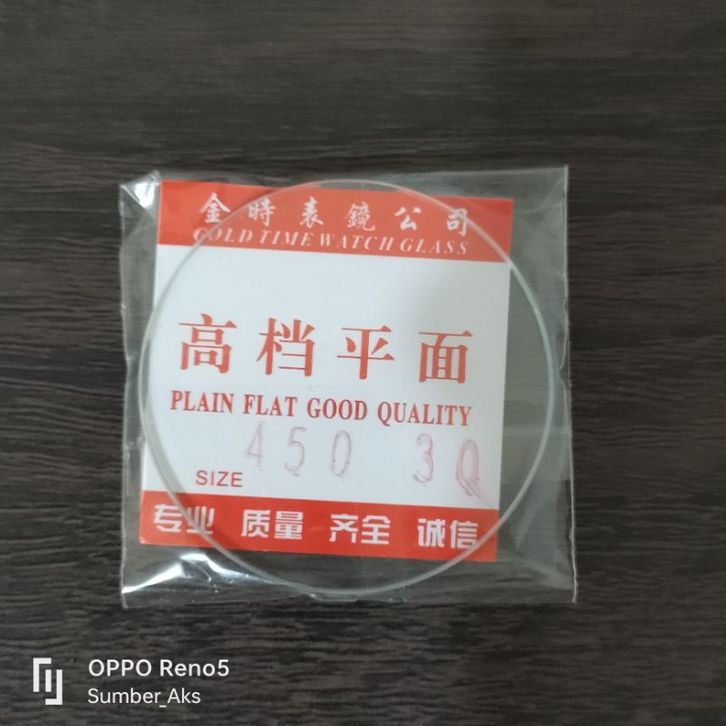 金時表鏡公司
GOLD TIME WATCH GLASS
高档平面
PLAIN FLAT GOOD QUALITY
450 30
SIZE
专业 质量 齐全 诚信
OPPO Reno5
Sumber_Aks